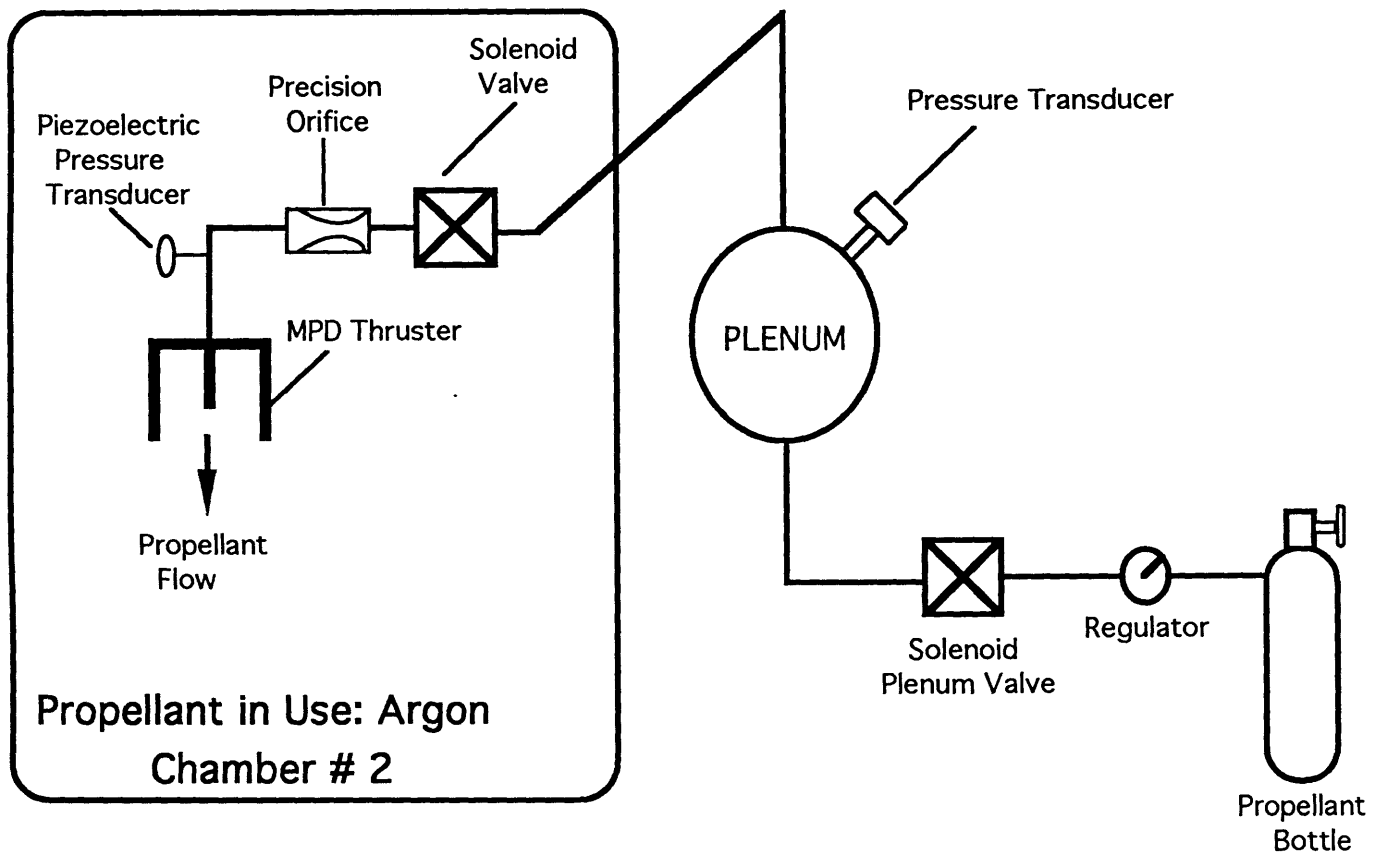 Solenoid
Valve
Precision
Orifice
Piezoelectric
Pressure
Transducer
Pressure Transducer
MPD Thruster
PLENUM
Propellant
Flow
Regulator
Solenoid
Plenum Valve
Propellant in Use: Argon
Chamber # 2
Propellant
Bottle